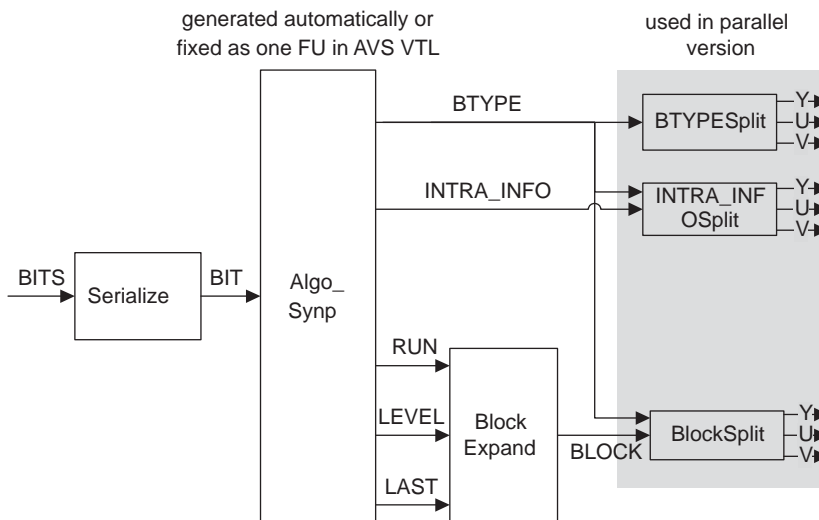 generated automatically or
fixed as one FU in AVS VTL
used in parallel
version
BTYPE
BTYPESplit
Y
U
V
INTRA_INFO
INTRA_INF
OSplit
Y
U
V
BITS
Serialize
BIT
Algo_
Synp
RUN
LEVEL
LAST
Block
Expand
BLOCK
BlockSplit
Y
U
V